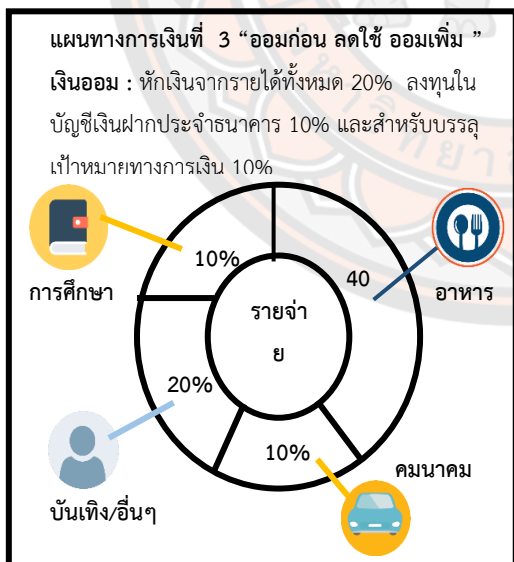 แผนทางการเงินที่ 3 “ออมก่อน ลดใช้ ออมเพิ่ม ”
เงินออม : หักเงินจากรายได้ทั้งหมด 20% ลงทุนใน
บัญชีเงินฝากประจำธนาคาร 10% และสำหรับบรรลุ
เป้าหมายทางการเงิน 10%
10%
40
การศึกษา
อาหาร
รายจ่า
ย
20%
10%
คมนาคม
บันเทิง/อื่นๆ